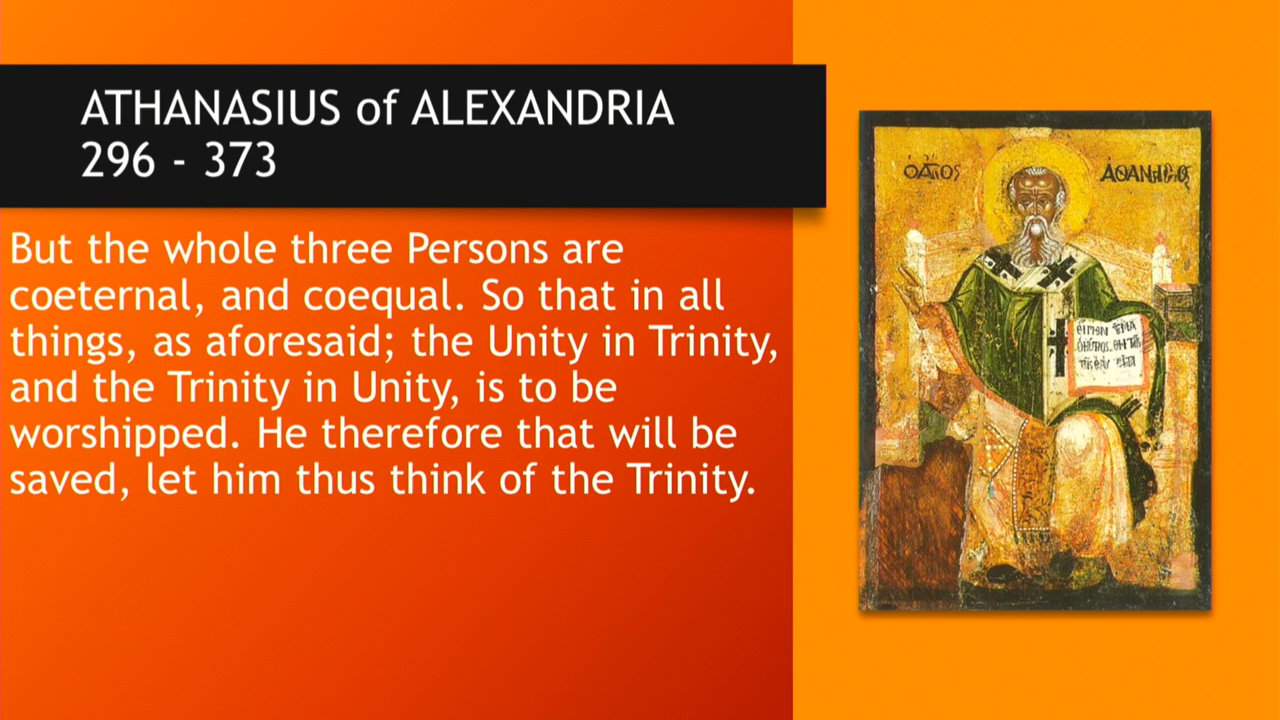 ATHANASIUS of ALEXANDRIA
296 - 373
But the whole three Persons are
coeternal, and coequal. So that in all
things, as aforesaid; the Unity in Trinity,
and the Trinity in Unity, is to be
worshipped. He therefore that will be
saved, let him thus think of the Trinity.